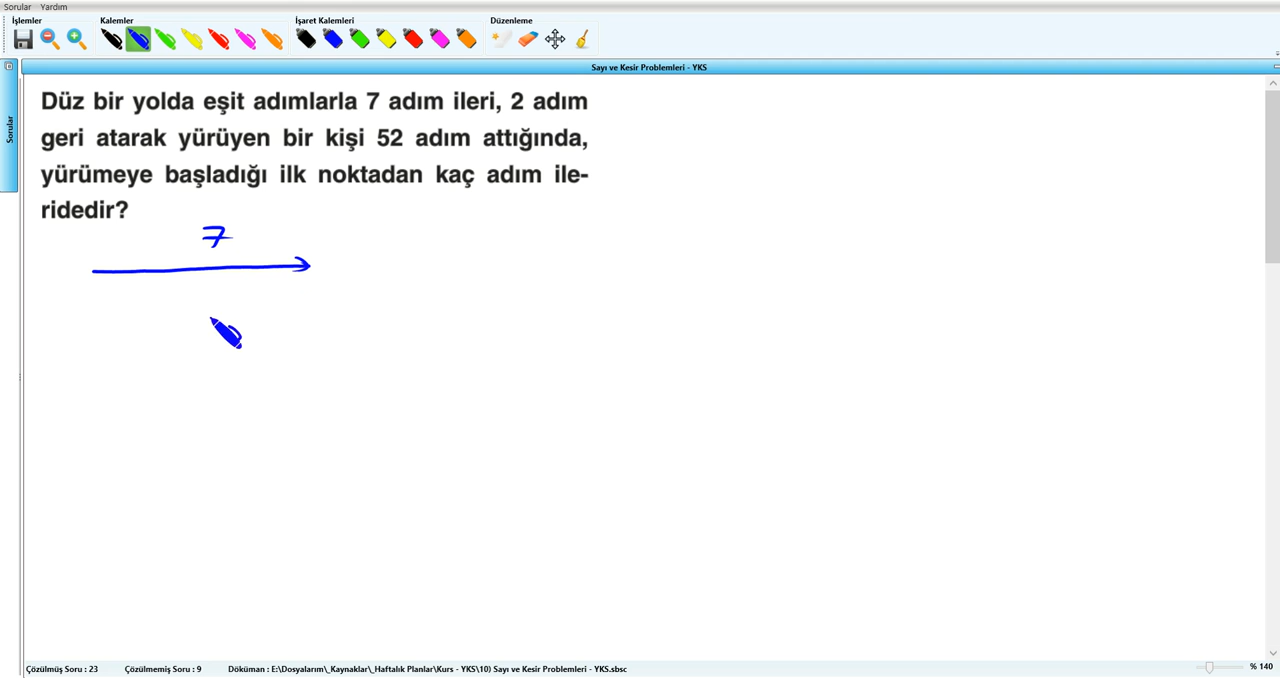 Sorular Yardım
İşlemler Kalemler İşaret Kalemleri Düzenleme
Sayı ve Kesir Problemleri - YKS
Sorular
Düz bir yolda eşit adımlarla 7 adım ileri, 2 adım
geri atarak yürüyen bir kişi 52 adım attığında,
yürümeye başladığı ilk noktadan kaç adım ile-
ridedir?
7
Çözülmüş Soru : 23 Çözülmemiş Soru : 9 Döküman : E:\Dosyalarım\_Kaynaklar\_Haftalık Planlar\Kurs - YKS\10) Sayı ve Kesir Problemleri - YKS.sbsc % 140